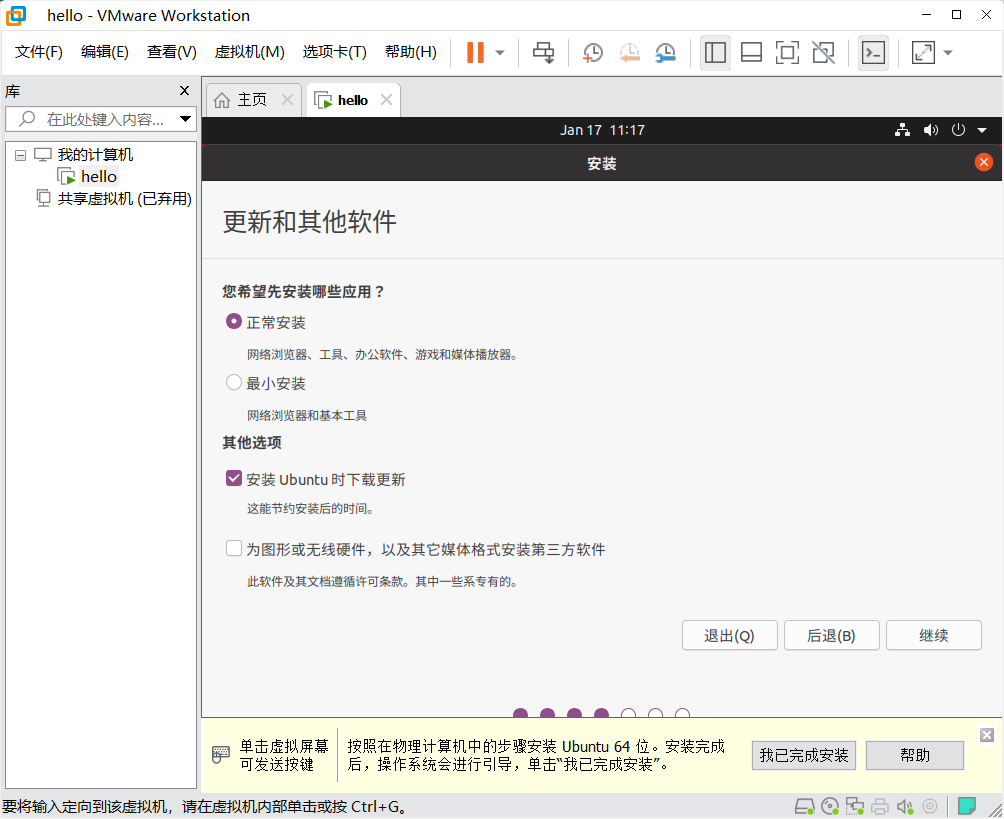 hello - VMware Workstation
文件(F) 编辑(E) 查看(V) 虚拟机(M) 选项卡(T) 帮助(H)
库
在此处键入内容...
我的计算机
hello
共享虚拟机 (已弃用)
主页
hello
Jan 17 11:17
安装
更新和其他软件
您希望先安装哪些应用？
正常安装
网络浏览器、工具、办公软件、游戏和媒体播放器。
最小安装
网络浏览器和基本工具
其他选项
安装 Ubuntu 时下载更新
这能节约安装后的时间。
为图形或无线硬件，以及其它媒体格式安装第三方软件
此软件及其文档遵循许可条款。其中一些系专有的。
退出(Q) 后退(B) 继续
单击虚拟屏幕
可发送按键
按照在物理计算机中的步骤安装 Ubuntu 64 位。安装完成
后，操作系统会进行引导，单击“我已完成安装”。
我已完成安装 帮助
要将输入定向到该虚拟机，请在虚拟机内部单击或按 Ctrl+G。